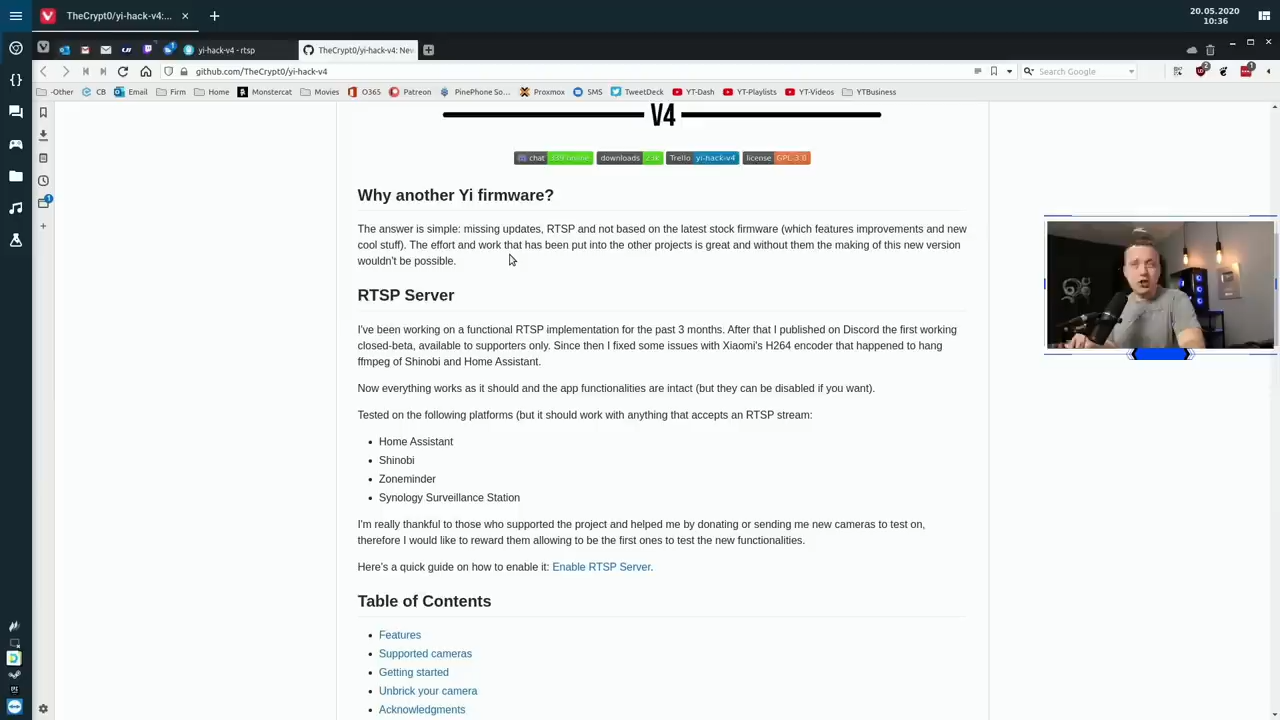 TheCrypt0/yi-hack-v4:...
20.05.2020
10:36
yi-hack-v4 - rtsp
TheCrypt0/yi-hack-v4: Nev
github.com/TheCrypt0/yi-hack-v4
Search Google
2
1
-Other
CB
Email
Firm
Home
Monstercat
Movies
O365
Patreon
PinePhone So...
Proxmox
SMS
TweetDeck
YT-Dash
YT-Playlists
YT-Videos
YTBusiness
V4
chat 339 online downloads 21k Trello yi-hack-v4 license GPL 3.0
Why another Yi firmware?
The answer is simple: missing updates, RTSP and not based on the latest stock firmware (which features improvements and new
cool stuff). The effort and work that has been put into the other projects is great and without them the making of this new version
wouldn't be possible.
RTSP Server
I've been working on a functional RTSP implementation for the past 3 months. After that I published on Discord the first working
closed-beta, available to supporters only. Since then I fixed some issues with Xiaomi's H264 encoder that happened to hang
ffmpeg of Shinobi and Home Assistant.
Now everything works as it should and the app functionalities are intact (but they can be disabled if you want).
Tested on the following platforms (but it should work with anything that accepts an RTSP stream:
Home Assistant
Shinobi
Zoneminder
Synology Surveillance Station
I'm really thankful to those who supported the project and helped me by donating or sending me new cameras to test on,
therefore I would like to reward them allowing to be the first ones to test the new functionalities.
Here's a quick guide on how to enable it: Enable RTSP Server.
Table of Contents
Features
Supported cameras
Getting started
Unbrick your camera
Acknowledgments